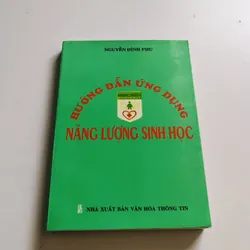 NGUYỄN ĐÌNH PHƯ
HƯỚNG DẪN ỨNG DỤNG
NĂNG LƯỢNG SINH HỌC
NHÀ XUẤT BẢN VĂN HÓA THÔNG TIN